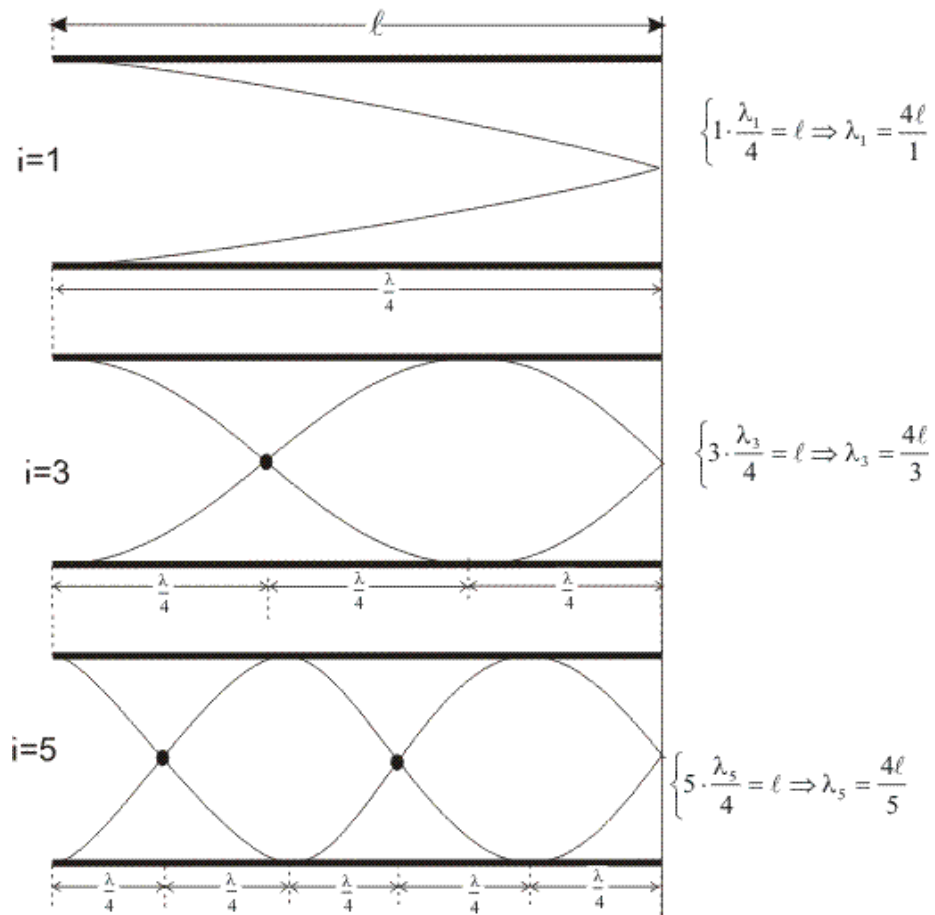 ℓ
i=1
{1·λ₁/4 = ℓ ⇒ λ₁ = 4ℓ/1
λ/4
i=3
{3·λ₃/4 = ℓ ⇒ λ₃ = 4ℓ/3
λ/4 λ/4 λ/4
i=5
{5·λ₅/4 = ℓ ⇒ λ₅ = 4ℓ/5
λ/4 λ/4 λ/4 λ/4 λ/4